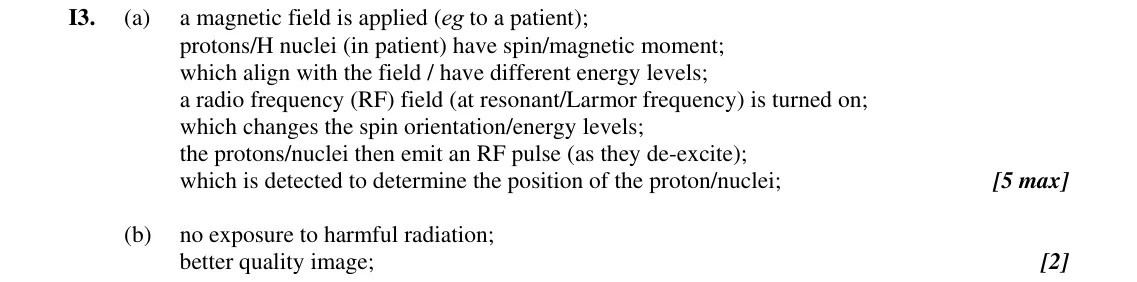 I3. (a) a magnetic field is applied (eg to a patient);
protons/H nuclei (in patient) have spin/magnetic moment;
which align with the field / have different energy levels;
a radio frequency (RF) field (at resonant/Larmor frequency) is turned on;
which changes the spin orientation/energy levels;
the protons/nuclei then emit an RF pulse (as they de-excite);
which is detected to determine the position of the proton/nuclei; [5 max]
(b) no exposure to harmful radiation;
better quality image; [2]